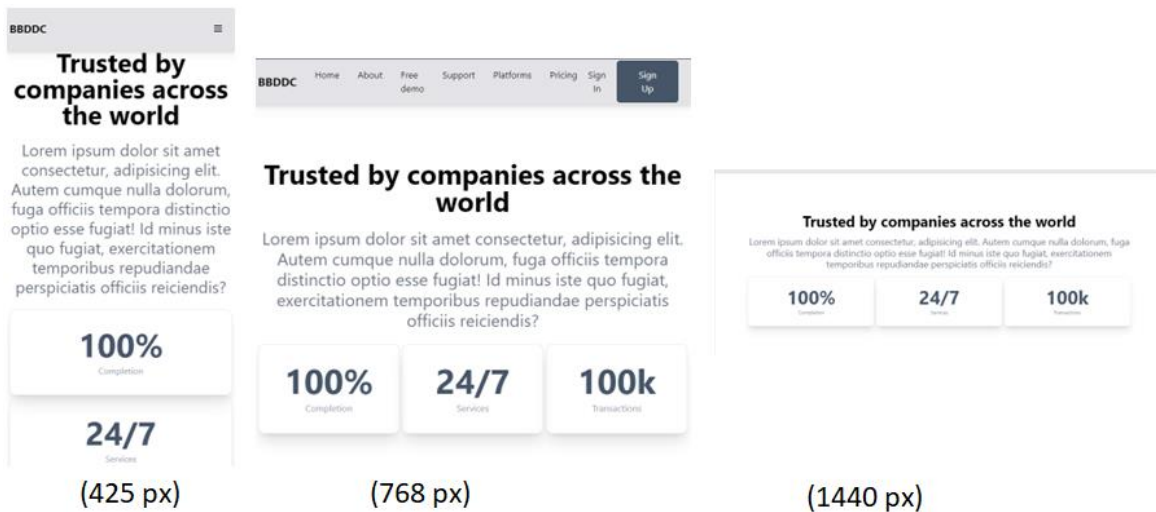 BBDDC ≡
Trusted by
companies across
the world
Lorem ipsum dolor sit amet
consectetur, adipisicing elit.
Autem cumque nulla dolorum,
fuga officiis tempora distinctio
optio esse fugiat! Id minus iste
quo fugiat, exercitationem
temporibus repudiandae
perspiciatis officiis reiciendis?
100%
Completion
24/7
Services
(425 px)
BBDDC Home About Free Support Platforms Pricing Sign Sign
demo In Up
Trusted by companies across the
world
Lorem ipsum dolor sit amet consectetur, adipisicing elit.
Autem cumque nulla dolorum, fuga officiis tempora
distinctio optio esse fugiat! Id minus iste quo fugiat,
exercitationem temporibus repudiandae perspiciatis
officiis reiciendis?
100% 24/7 100k
Completion Services Transactions
(768 px)
Trusted by companies across the world
Lorem ipsum dolor sit amet consectetur, adipisicing elit. Autem cumque nulla dolorum, fuga
officiis tempora distinctio optio esse fugiat! Id minus iste quo fugiat, exercitationem
temporibus repudiandae perspiciatis officiis reiciendis?
100% 24/7 100k
Completion Services Transactions
(1440 px)